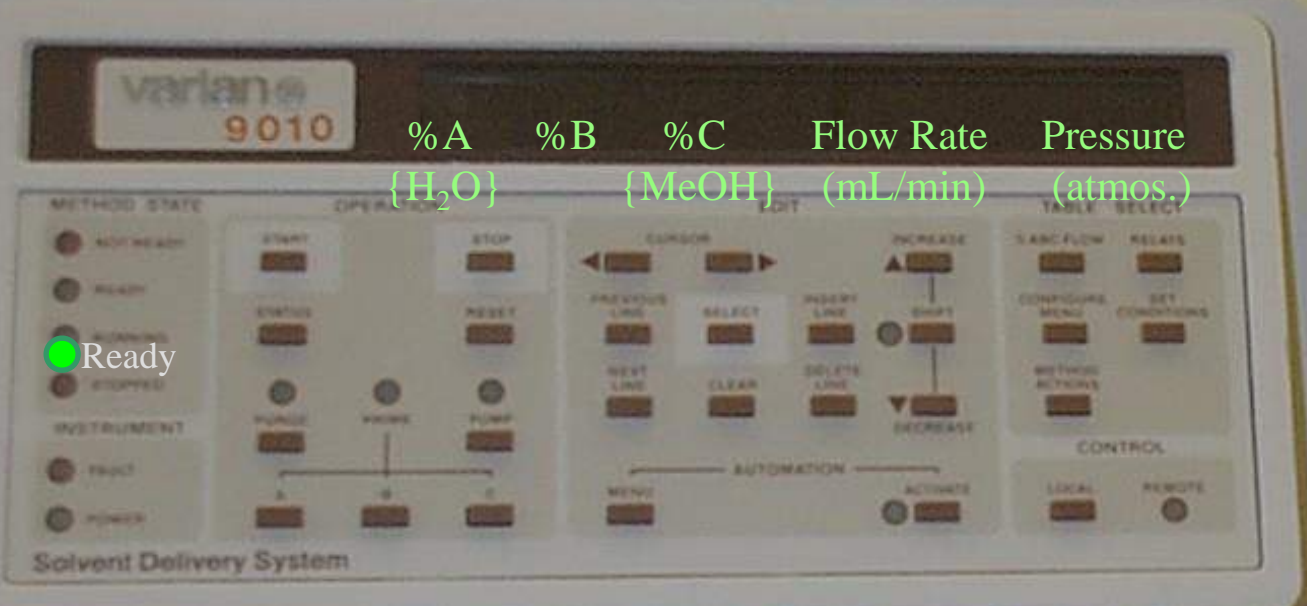 varian
9010
%A %B %C Flow Rate Pressure
{H₂O} {MeOH} (mL/min) (atmos.)
METHOD STATE
NOT READY
READY
RUNNING
Ready
STOPPED
INSTRUMENT
FAULT
POWER
OPERATION
START STOP
STATUS RESET
PURGE PRIME PUMP
A B C
EDIT
CURSOR INCREASE
PREVIOUS LINE SELECT INSERT LINE SHIFT
NEXT LINE CLEAR DELETE LINE
DECREASE
AUTOMATION
MENU ACTIVATE
TABLE SELECT
%ABC FLOW RELAYS
CONFIGURE MENU SET CONDITIONS
METHOD ACTIONS
CONTROL
LOCAL REMOTE
Solvent Delivery System